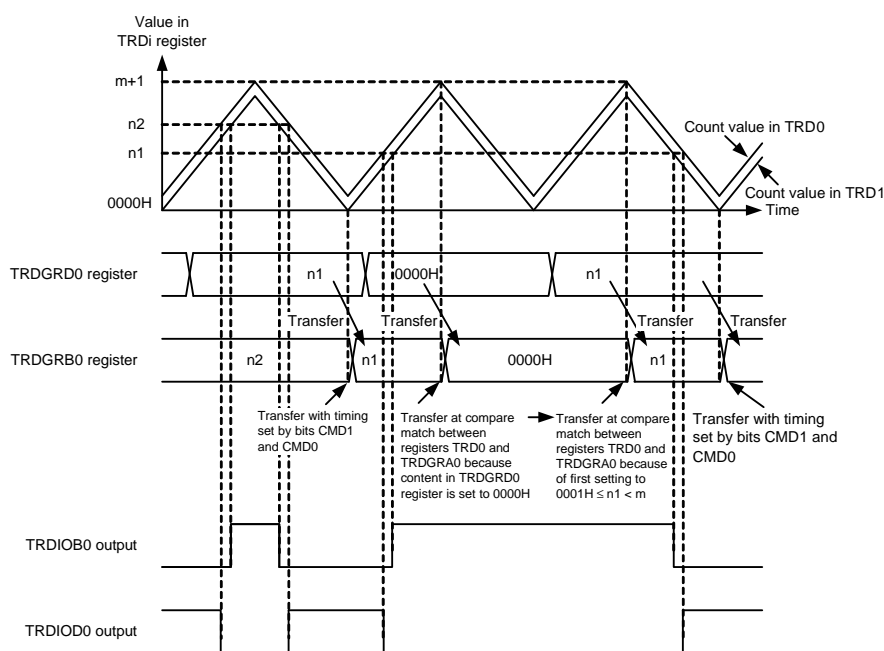 Value in
TRDi register
m+1
n2
n1
0000H
Count value in TRD0
Count value in TRD1
Time
TRDGRD0 register
n1
0000H
n1
Transfer
Transfer
Transfer
Transfer
TRDGRB0 register
n2
n1
0000H
n1
Transfer with timing
set by bits CMD1
and CMD0
Transfer at compare
match between
registers TRD0 and
TRDGRA0 because
content in TRDGRD0
register is set to 0000H
Transfer at compare
match between
registers TRD0 and
TRDGRA0 because
of first setting to
0001H ≤ n1 < m
Transfer with timing
set by bits CMD1 and
CMD0
TRDIOB0 output
TRDIOD0 output